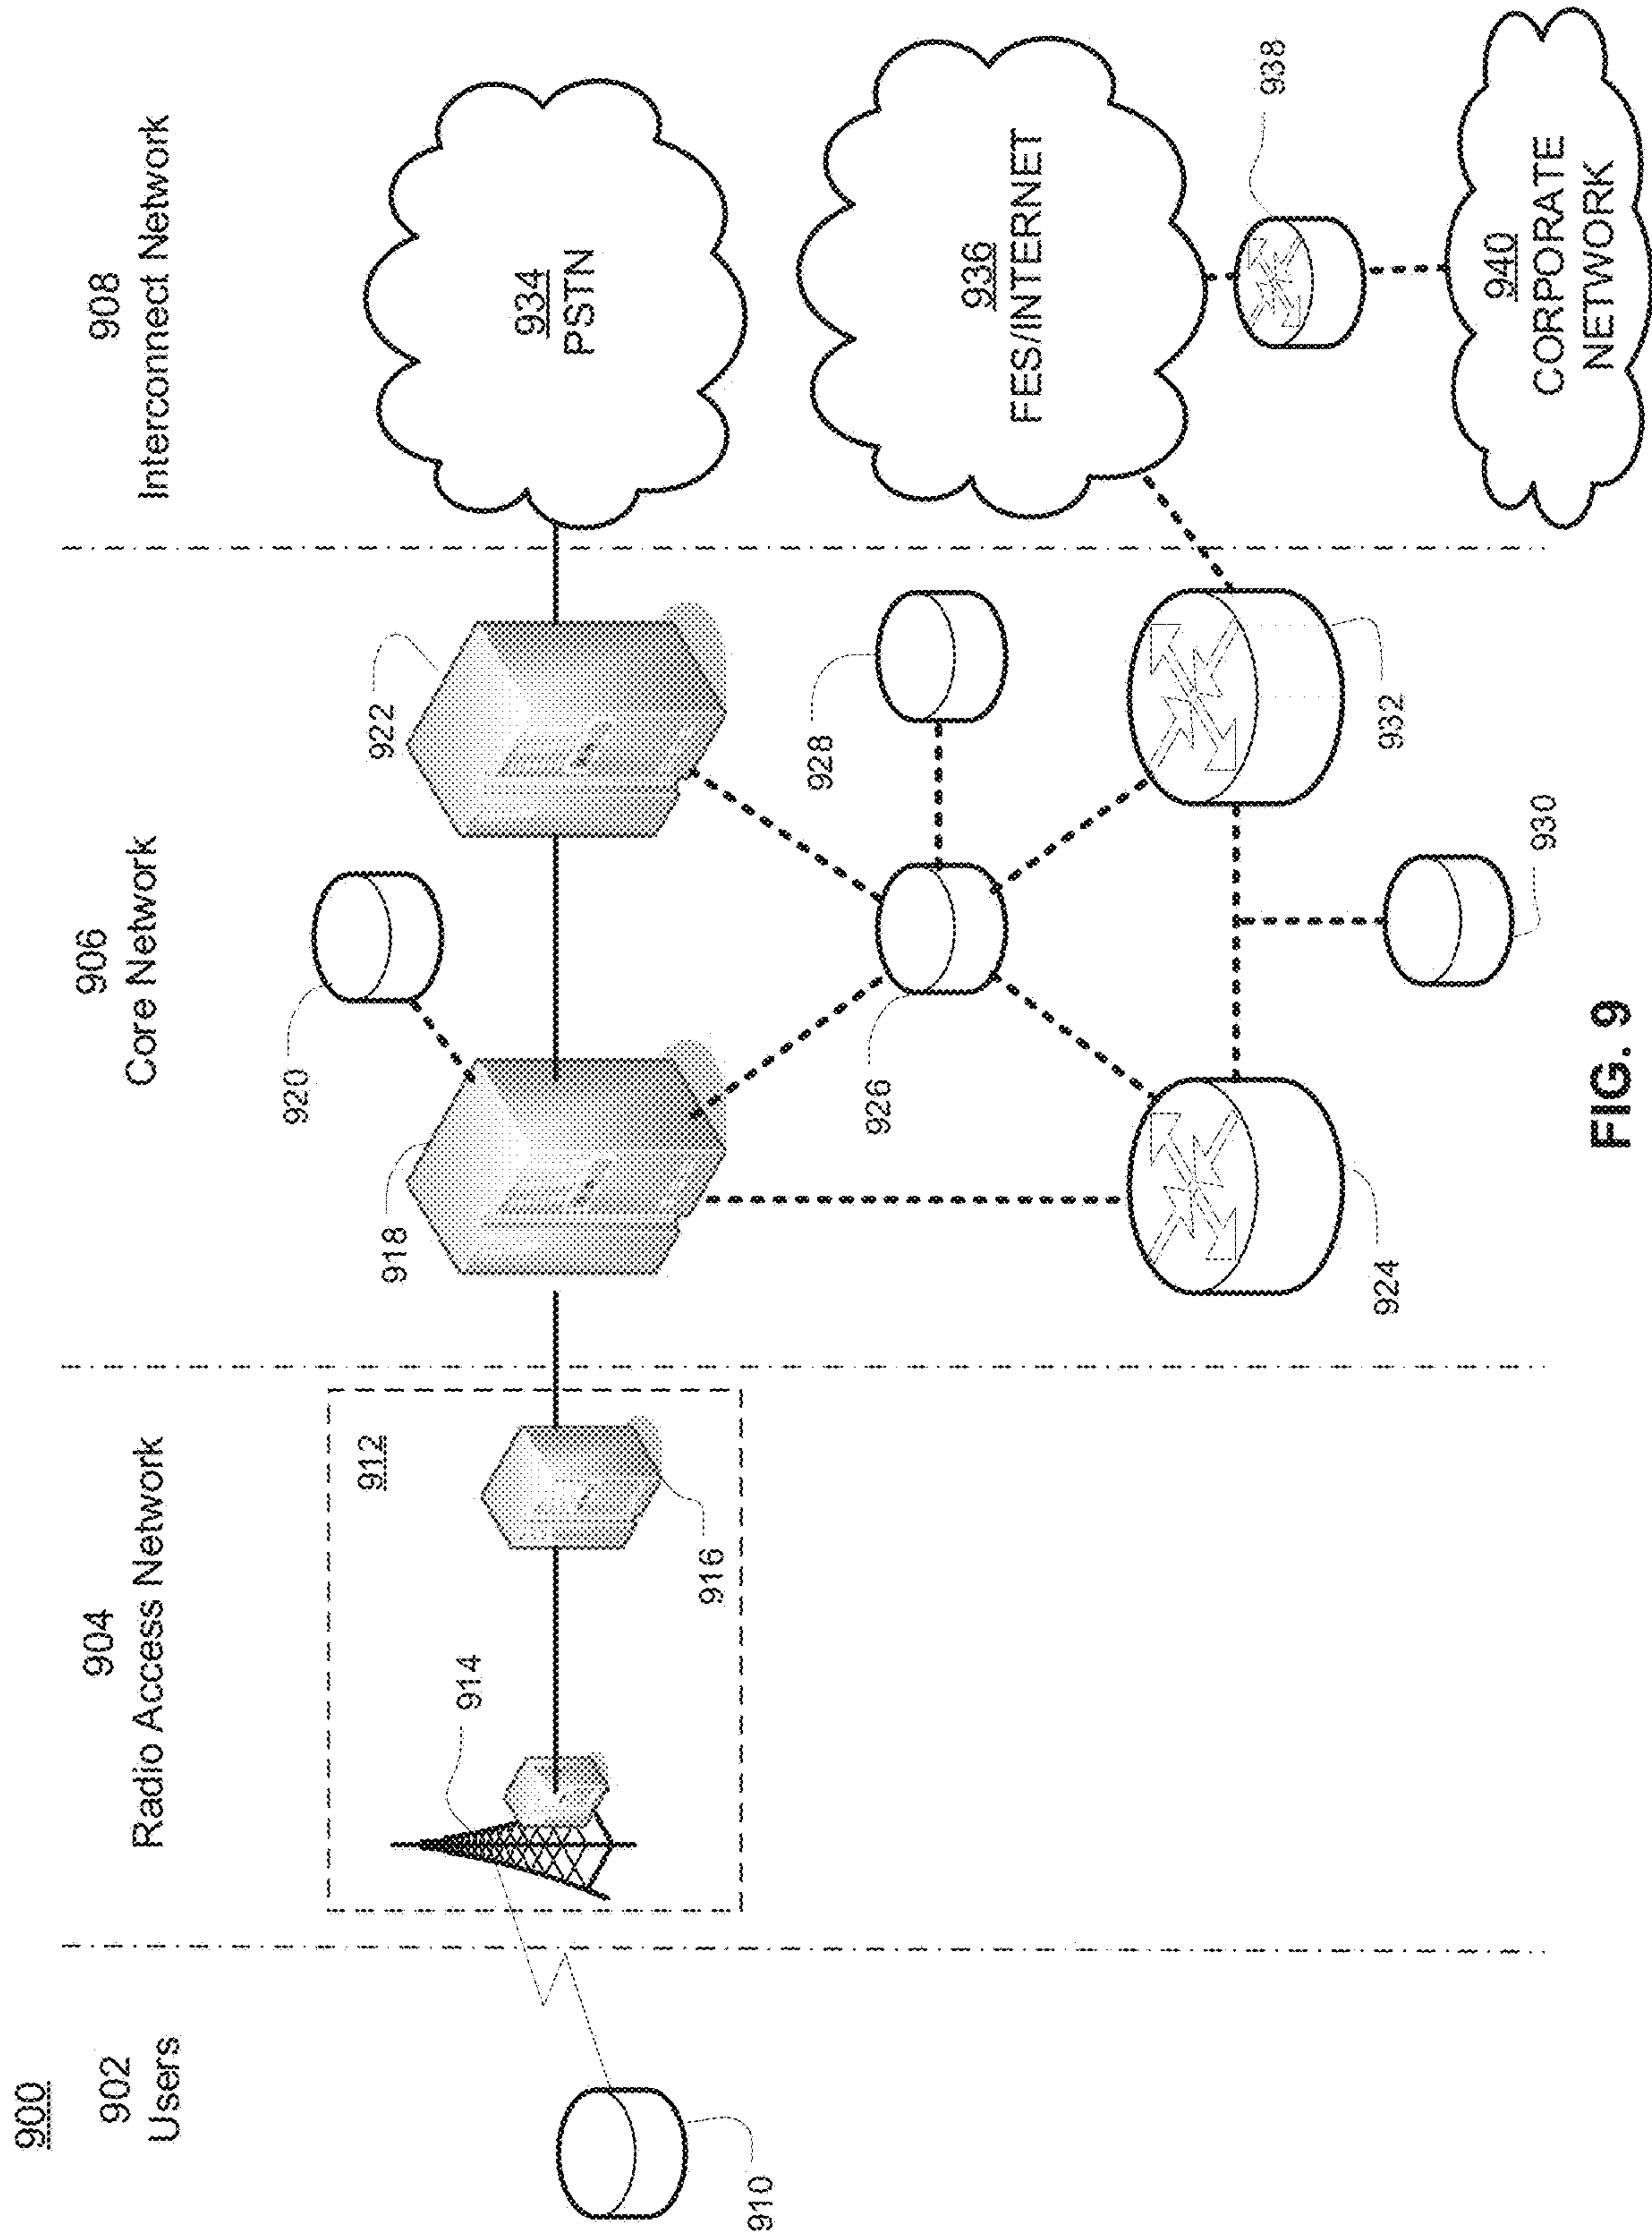 900
902
Users
904
Radio Access Network
906
Core Network
908
Interconnect Network
910
912
914
916
918
920
922
924
926
928
930
932
934
PSTN
936
FES/INTERNET
938
940
CORPORATE
NETWORK
FIG. 9